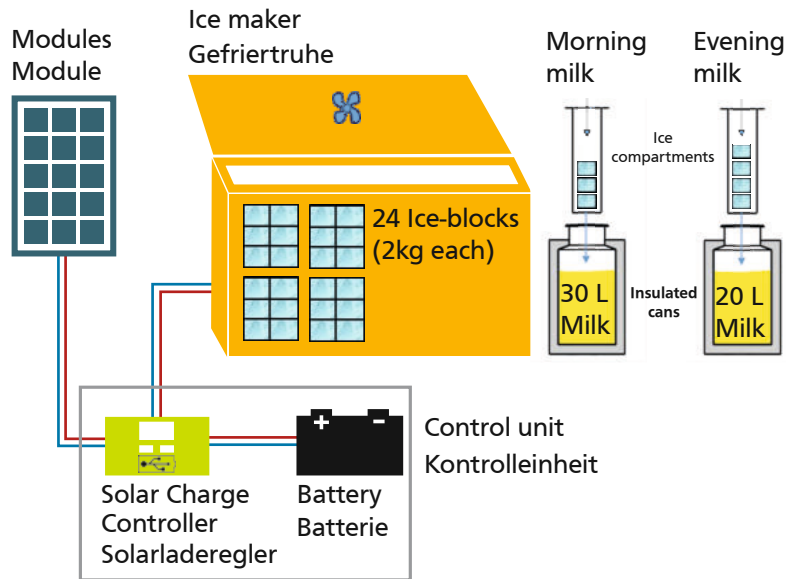 Modules
Module
Ice maker
Gefriertruhe
24 Ice-blocks
(2kg each)
Morning
milk
Evening
milk
Ice
compartments
30 L
Milk
Insulated
cans
20 L
Milk
+ -
Solar Charge
Controller
Solarladeregler
Battery
Batterie
Control unit
Kontrolleinheit